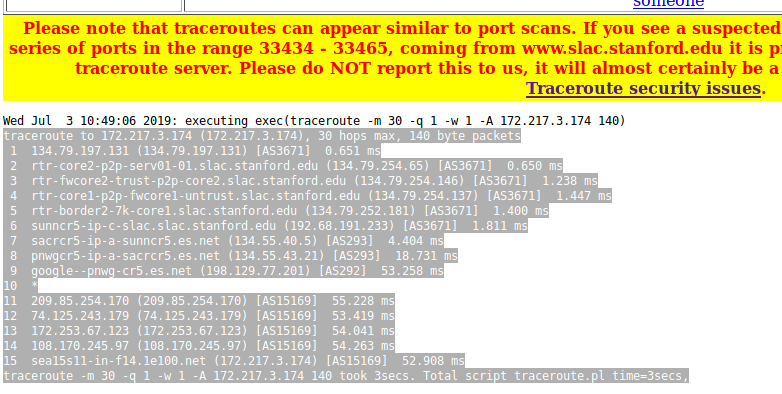 someone
Please note that traceroutes can appear similar to port scans. If you see a suspected
series of ports in the range 33434 - 33465, coming from www.slac.stanford.edu it is
traceroute server. Please do NOT report this to us, it will almost certainly be a
Traceroute security issues.
Wed Jul  3 10:49:06 2019: executing exec(traceroute -m 30 -q 1 -w 1 -A 172.217.3.174 140)
traceroute to 172.217.3.174 (172.217.3.174), 30 hops max, 140 byte packets
 1  134.79.197.131 (134.79.197.131) [AS3671]  0.651 ms
 2  rtr-core2-p2p-serv01-01.slac.stanford.edu (134.79.254.65) [AS3671]  0.650 ms
 3  rtr-fwcore2-trust-p2p-core2.slac.stanford.edu (134.79.254.146) [AS3671]  1.238 ms
 4  rtr-core1-p2p-fwcore1-untrust.slac.stanford.edu (134.79.254.137) [AS3671]  1.447 ms
 5  rtr-border2-7k-core1.slac.stanford.edu (134.79.252.181) [AS3671]  1.400 ms
 6  sunncr5-ip-c-slac.slac.stanford.edu (192.68.191.233) [AS3671]  1.811 ms
 7  sacrcr5-ip-a-sunncr5.es.net (134.55.40.5) [AS293]  4.404 ms
 8  pnwgcr5-ip-a-sacrcr5.es.net (134.55.43.21) [AS293]  18.731 ms
 9  google--pnwg-cr5.es.net (198.129.77.201) [AS292]  53.258 ms
10  *
11  209.85.254.170 (209.85.254.170) [AS15169]  55.228 ms
12  74.125.243.179 (74.125.243.179) [AS15169]  53.419 ms
13  172.253.67.123 (172.253.67.123) [AS15169]  54.041 ms
14  108.170.245.97 (108.170.245.97) [AS15169]  54.263 ms
15  sea15s11-in-f14.1e100.net (172.217.3.174) [AS15169]  52.908 ms
traceroute -m 30 -q 1 -w 1 -A 172.217.3.174 140 took 3secs. Total script traceroute.pl time=3secs,